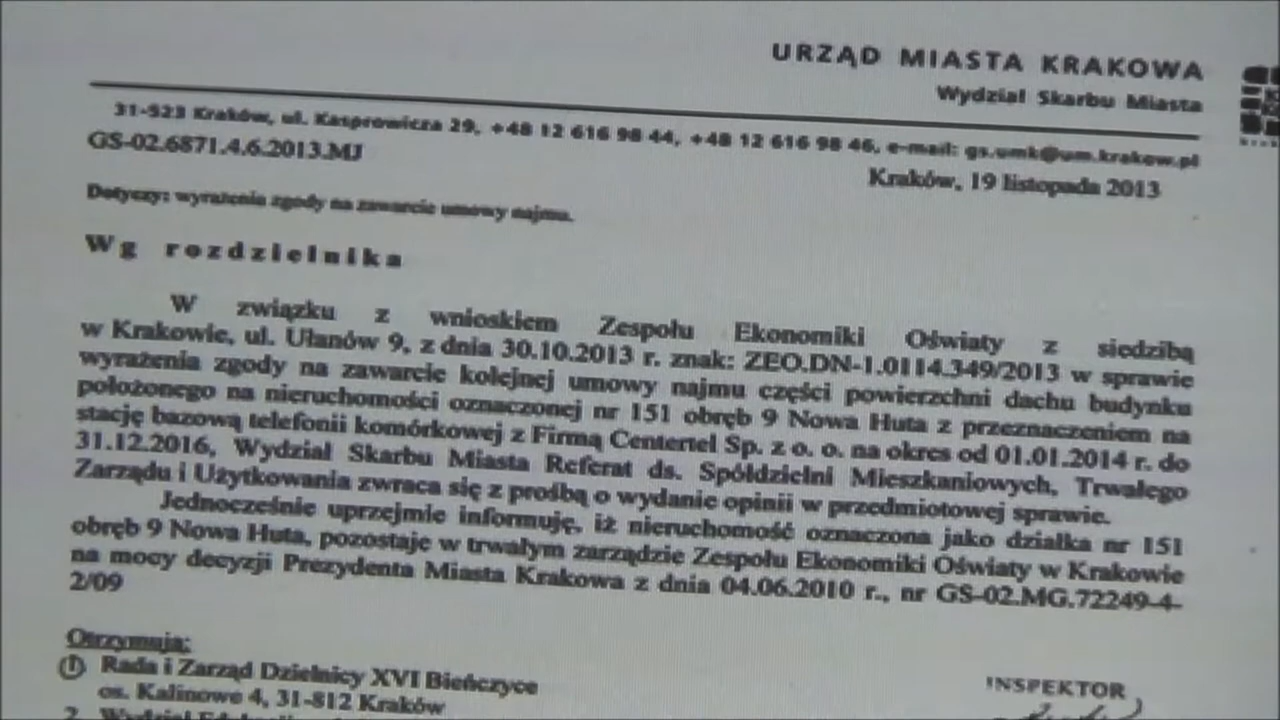 URZĄD MIASTA KRAKOWA
Wydział Skarbu Miasta
31-523 Kraków, ul. Kasprowicza 29, +48 12 616 98 44, +48 12 616 98 46, e-mail: gs.umk@um.krakow.pl
GS-02.6871.4.6.2013.MJ
Kraków, 19 listopada 2013
Dotyczy: wyrażenia zgody na zawarcie umowy najmu.
Wg rozdzielnika
W związku z wnioskiem Zespołu Ekonomiki Oświaty z siedzibą
w Krakowie, ul. Ułanów 9, z dnia 30.10.2013 r. znak: ZEO.DN-1.0114.349/2013 w sprawie
wyrażenia zgody na zawarcie kolejnej umowy najmu części powierzchni dachu budynku
położonego na nieruchomości oznaczonej nr 151 obręb 9 Nowa Huta z przeznaczeniem na
stację bazową telefonii komórkowej z Firmą Centertel Sp. z o. o. na okres od 01.01.2014 r. do
31.12.2016, Wydział Skarbu Miasta Referat ds. Spółdzielni Mieszkaniowych, Trwałego
Zarządu i Użytkowania zwraca się z prośbą o wydanie opinii w przedmiotowej sprawie.
Jednocześnie uprzejmie informuję, iż nieruchomość oznaczona jako działka nr 151
obręb 9 Nowa Huta, pozostaje w trwałym zarządzie Zespołu Ekonomiki Oświaty w Krakowie
na mocy decyzji Prezydenta Miasta Krakowa z dnia 04.06.2010 r., nr GS-02.MG.72249-4-
2/09
Otrzymują:
1 Rada i Zarząd Dzielnicy XVI Bieńczyce
os. Kalinowe 4, 31-812 Kraków
INSPEKTOR
2. Wydział